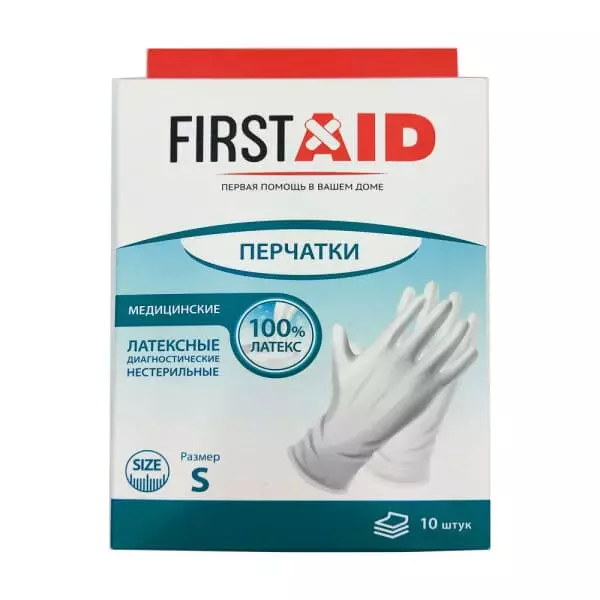 FIRST AID
ПЕРВАЯ ПОМОЩЬ В ВАШЕМ ДОМЕ
ПЕРЧАТКИ
МЕДИЦИНСКИЕ
ЛАТЕКСНЫЕ
ДИАГНОСТИЧЕСКИЕ
НЕСТЕРИЛЬНЫЕ
100%
ЛАТЕКС
SIZE
Размер
S
10 штук